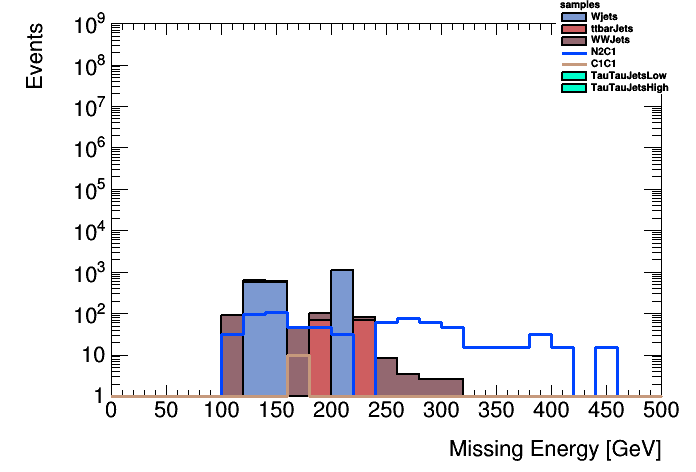 samples
Wjets
ttbarJets
WWJets
N2C1
C1C1
TauTauJetsLow
TauTauJetsHigh
Events
10⁹
10⁸
10⁷
10⁶
10⁵
10⁴
10³
10²
10
1
0 50 100 150 200 250 300 350 400 450 500
Missing Energy [GeV]